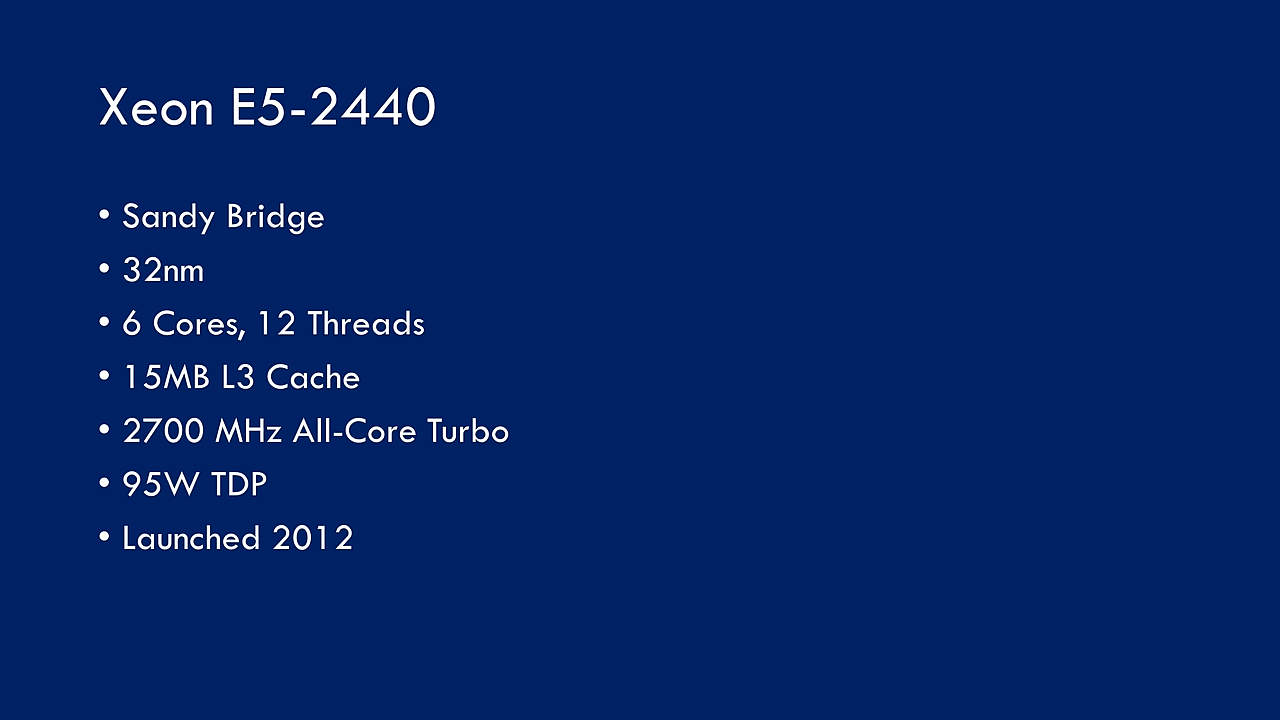 Xeon E5-2440
• Sandy Bridge
• 32nm
• 6 Cores, 12 Threads
• 15MB L3 Cache
• 2700 MHz All-Core Turbo
• 95W TDP
• Launched 2012